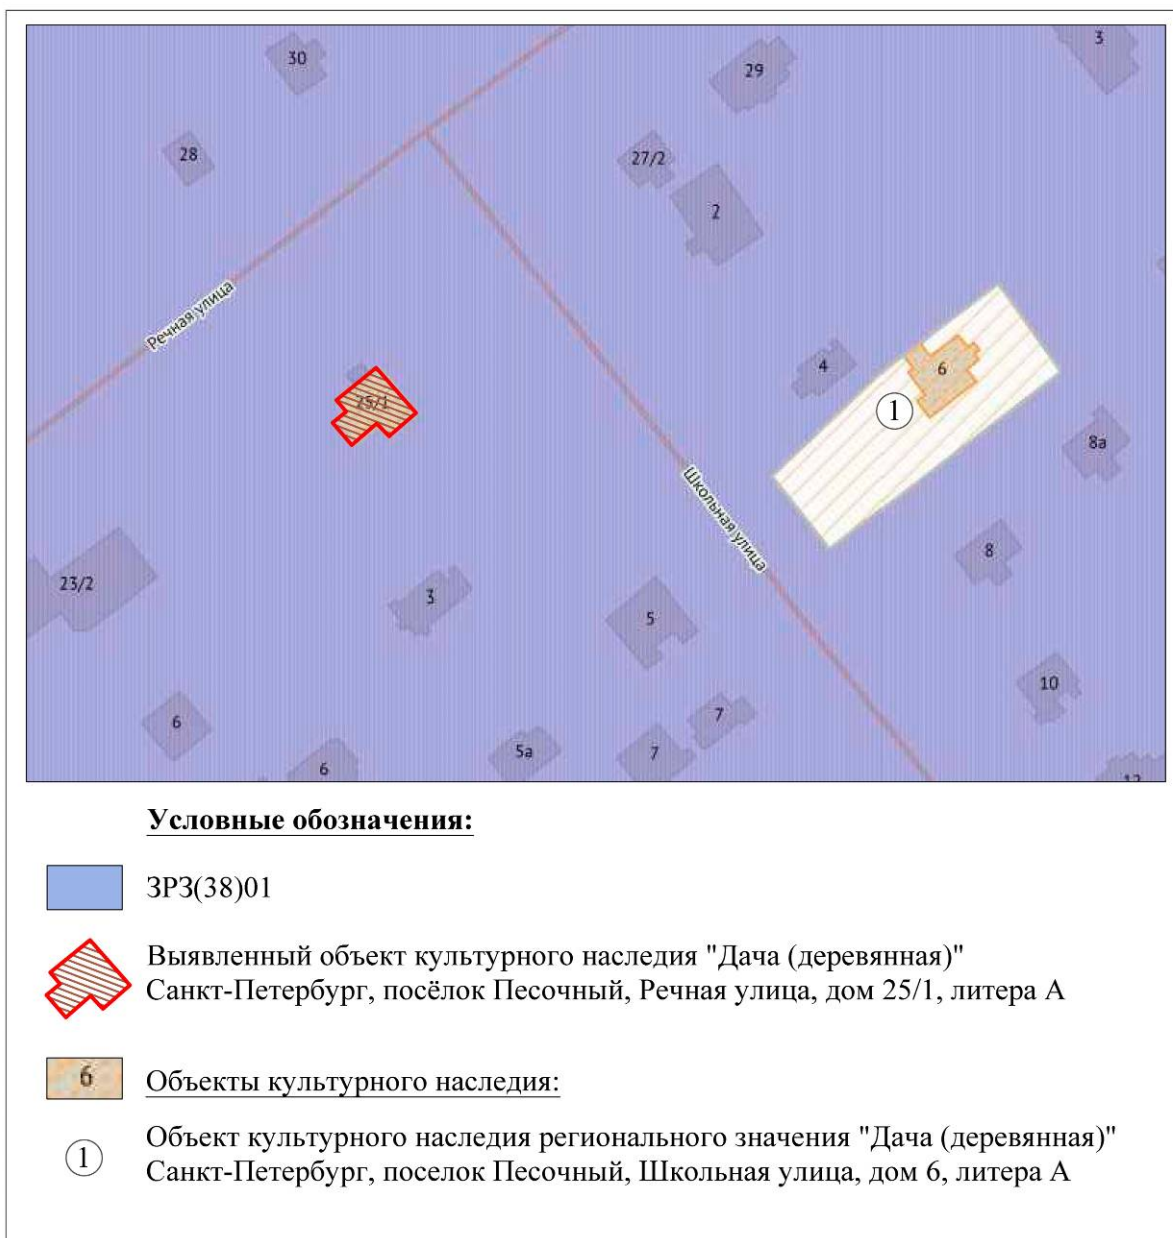 30
29
3
28
27/2
2
Речная улица
4
6
1
25/1
8а
Школьная улица
8
23/2
3
5
10
6
7
5а
7
6
12
Условные обозначения:
ЗРЗ(38)01
Выявленный объект культурного наследия "Дача (деревянная)"
Санкт-Петербург, посёлок Песочный, Речная улица, дом 25/1, литера А
6
Объекты культурного наследия:
1
Объект культурного наследия регионального значения "Дача (деревянная)"
Санкт-Петербург, поселок Песочный, Школьная улица, дом 6, литера А